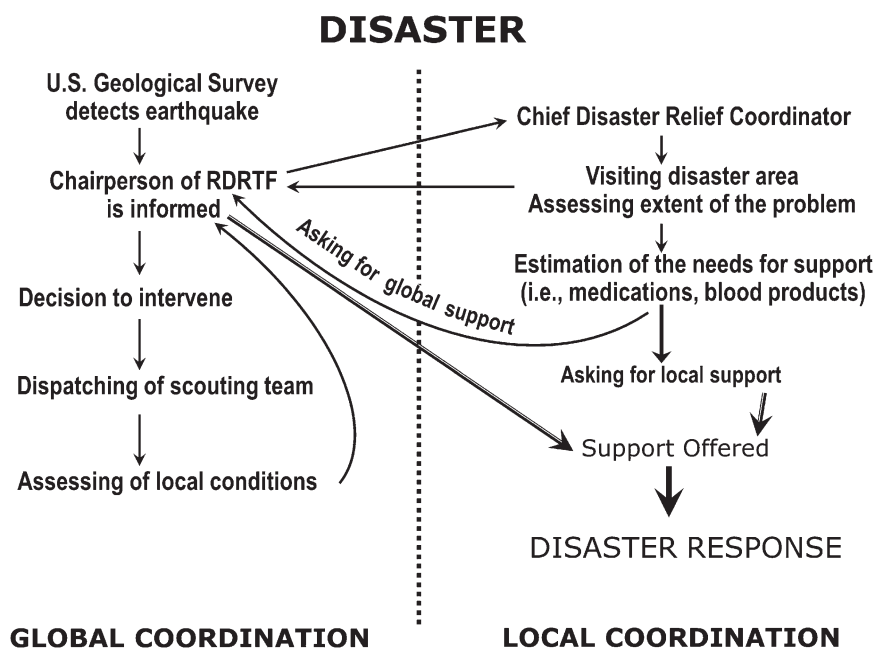 DISASTER
U.S. Geological Survey
detects earthquake
Chairperson of RDRTF
is informed
Decision to intervene
Dispatching of scouting team
Assessing of local conditions
Asking for global support
Chief Disaster Relief Coordinator
Visiting disaster area
Assessing extent of the problem
Estimation of the needs for support
(i.e., medications, blood products)
Asking for local support
Support Offered
DISASTER RESPONSE
GLOBAL COORDINATION
LOCAL COORDINATION